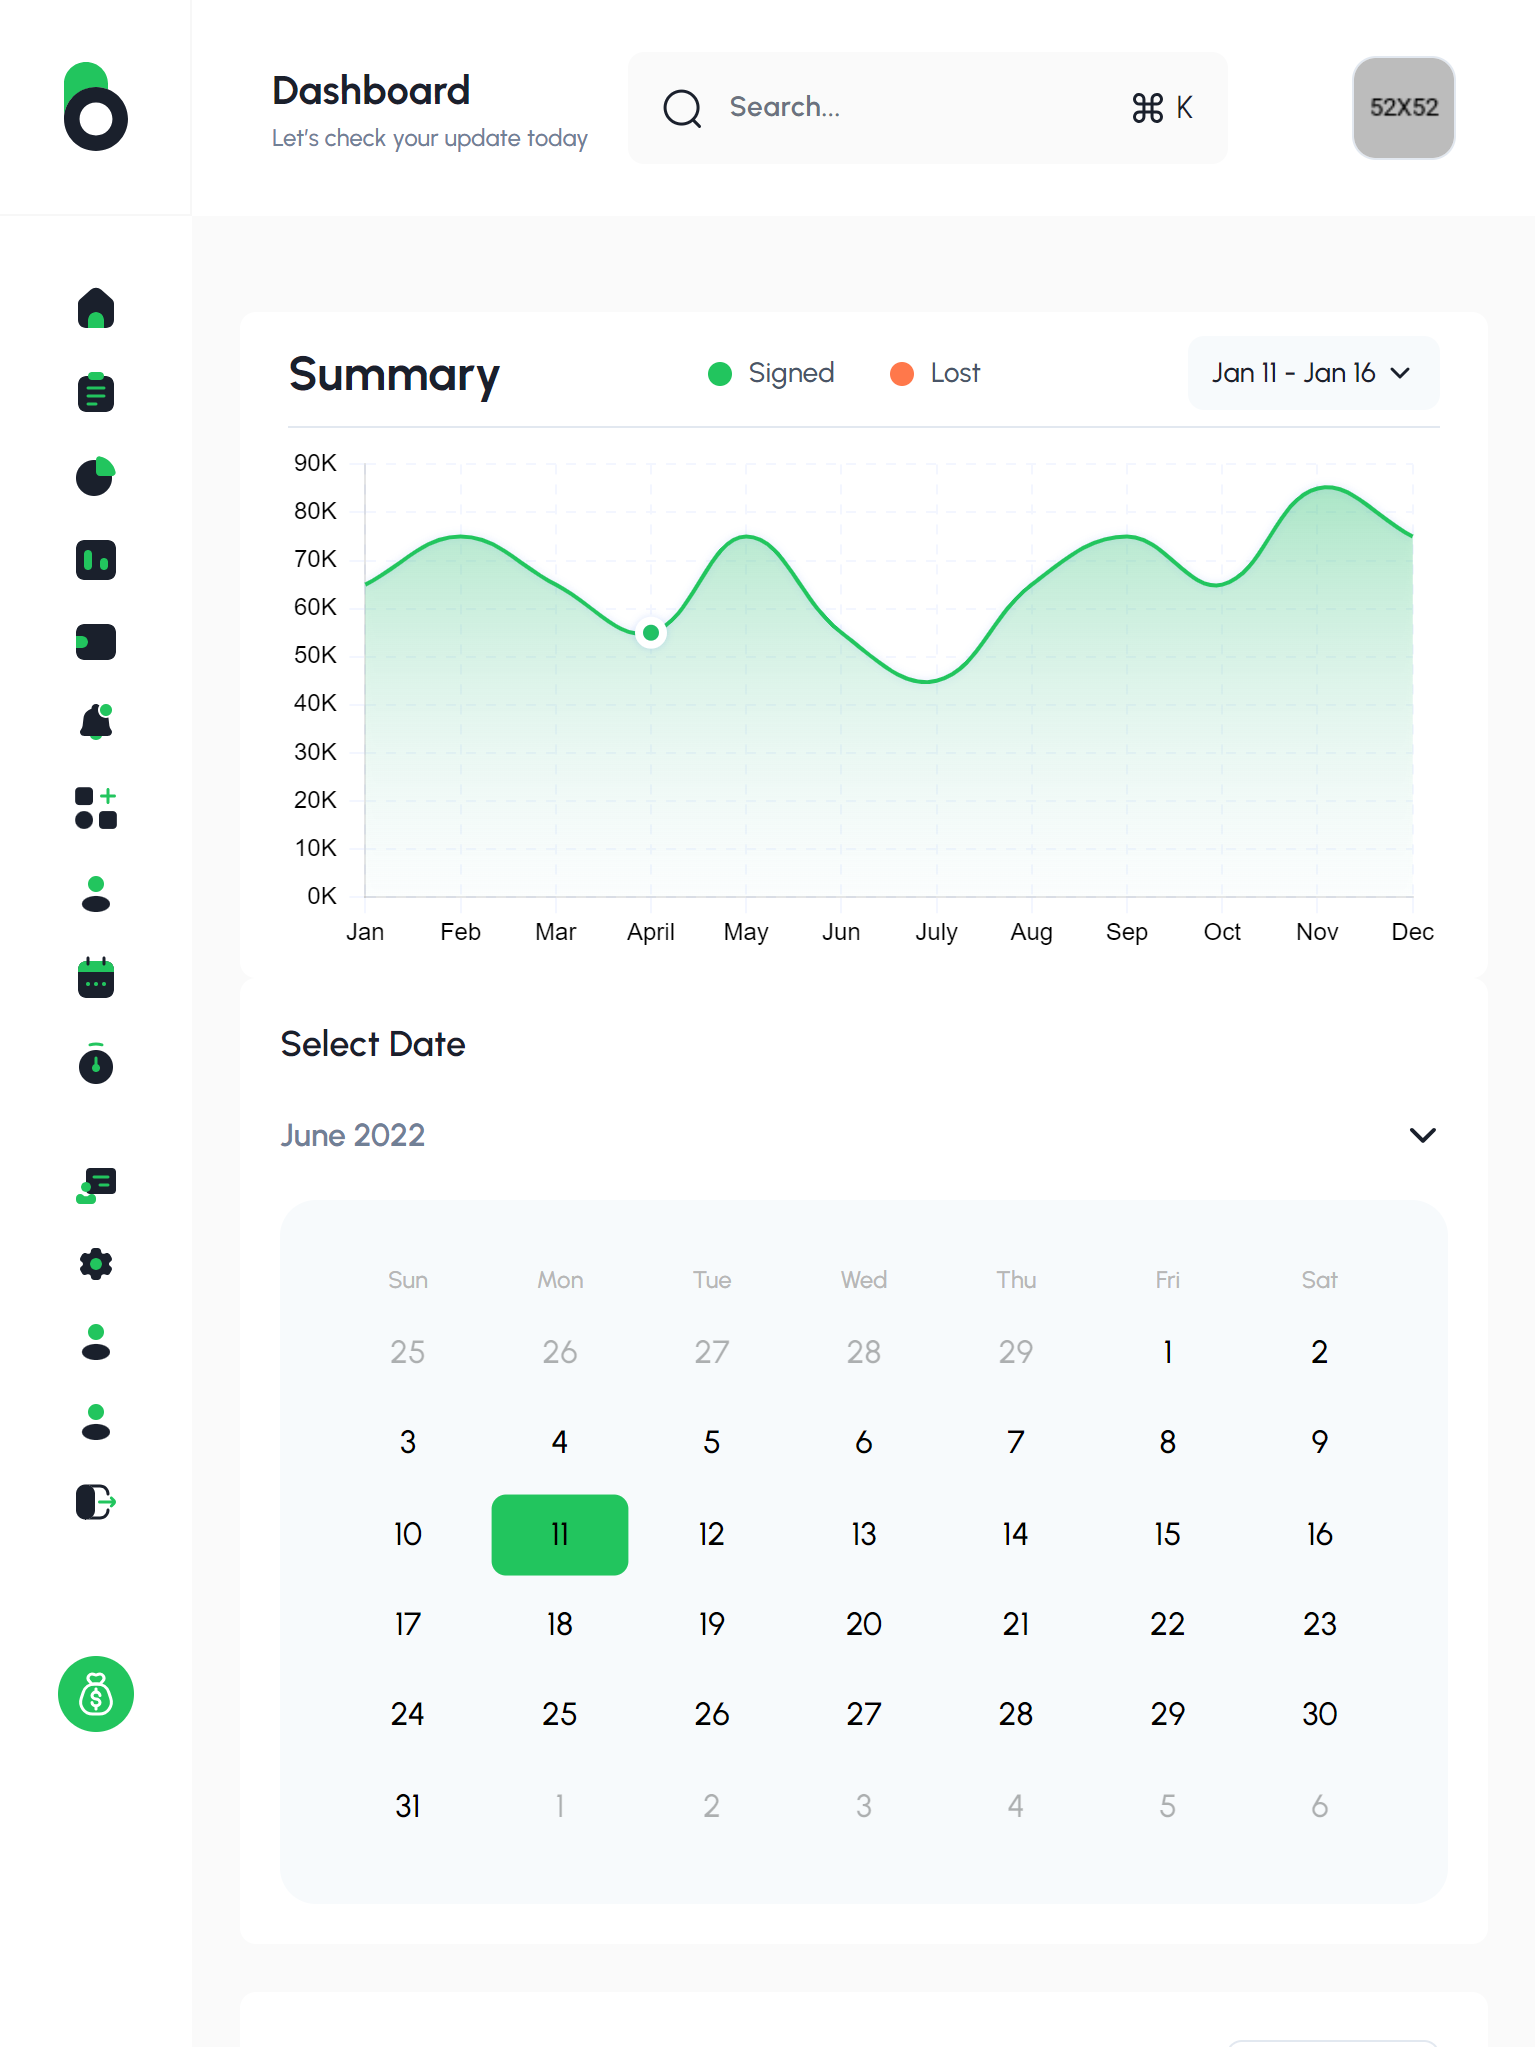 Dashboard
Let's check your update today
Search...
⌘ K
52X52
Summary
Signed
Lost
Jan 11 - Jan 16
90K
80K
70K
60K
50K
40K
30K
20K
10K
0K
Jan Feb Mar April May Jun July Aug Sep Oct Nov Dec
Select Date
June 2022
Sun Mon Tue Wed Thu Fri Sat
25 26 27 28 29 1 2
3 4 5 6 7 8 9
10 11 12 13 14 15 16
17 18 19 20 21 22 23
24 25 26 27 28 29 30
31 1 2 3 4 5 6